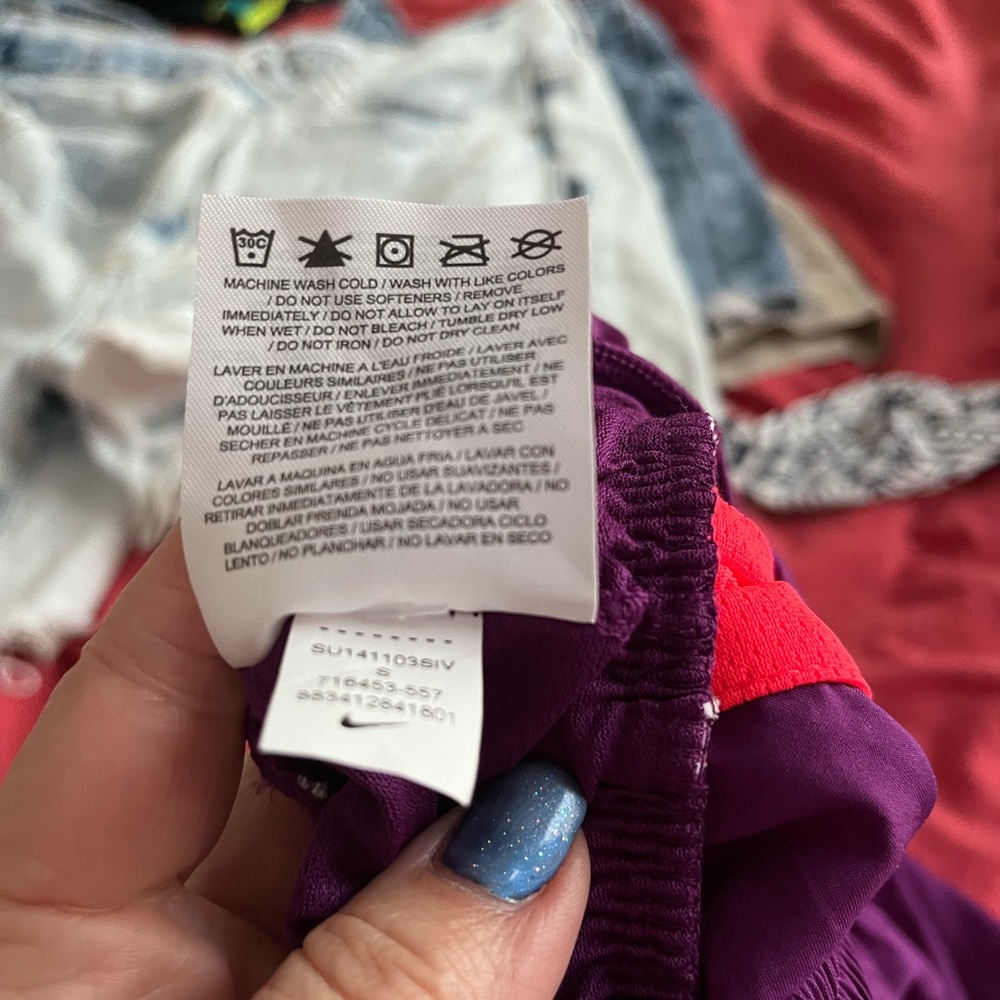 30C
MACHINE WASH COLD / WASH WITH LIKE COLORS
/ DO NOT USE SOFTENERS / REMOVE
IMMEDIATELY / DO NOT ALLOW TO LAY ON ITSELF
WHEN WET / DO NOT BLEACH / TUMBLE DRY LOW
/ DO NOT IRON / DO NOT DRY CLEAN
LAVER EN MACHINE A L'EAU FROIDE / LAVER AVEC
COULEURS SIMILAIRES / NE PAS UTILISER
D'ADOUCISSEUR / ENLEVER IMMEDIATEMENT / NE
PAS LAISSER LE VÊTEMENT PLIÉ LORSQU'IL EST
MOUILLÉ / NE PAS UTILISER D'EAU DE JAVEL /
SECHER EN MACHINE CYCLE DELICAT / NE PAS
REPASSER / NE PAS NETTOYER A SEC
LAVAR A MAQUINA EN AGUA FRIA / LAVAR CON
COLORES SIMILARES / NO USAR SUAVIZANTES /
RETIRAR INMEDIATAMENTE DE LA LAVADORA / NO
DOBLAR PRENDA MOJADA / NO USAR
BLANQUEADORES / USAR SECADORA CICLO
LENTO / NO PLANCHAR / NO LAVAR EN SECO
SU141103SIV
S
716453-557
883412841801